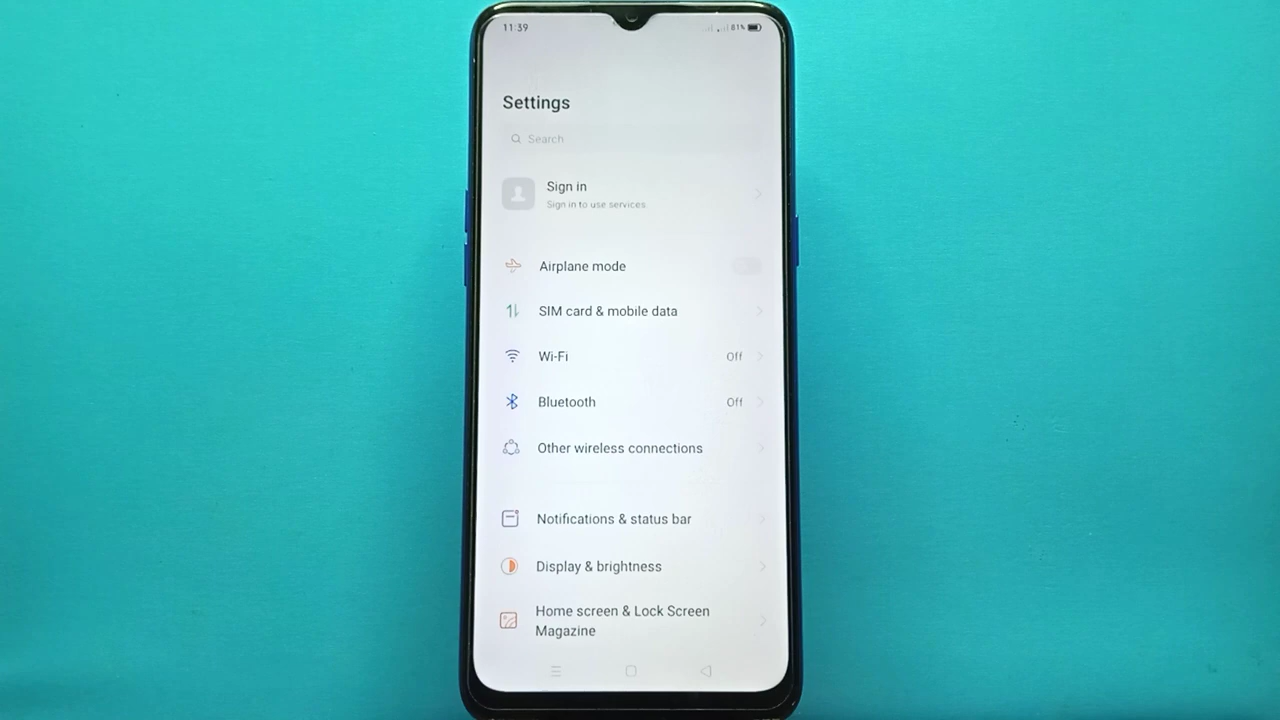 11:39
81%
Settings
Search
Sign in
Sign in to use services
Airplane mode
SIM card & mobile data
Wi-Fi
Off
Bluetooth
Off
Other wireless connections
Notifications & status bar
Display & brightness
Home screen & Lock Screen
Magazine